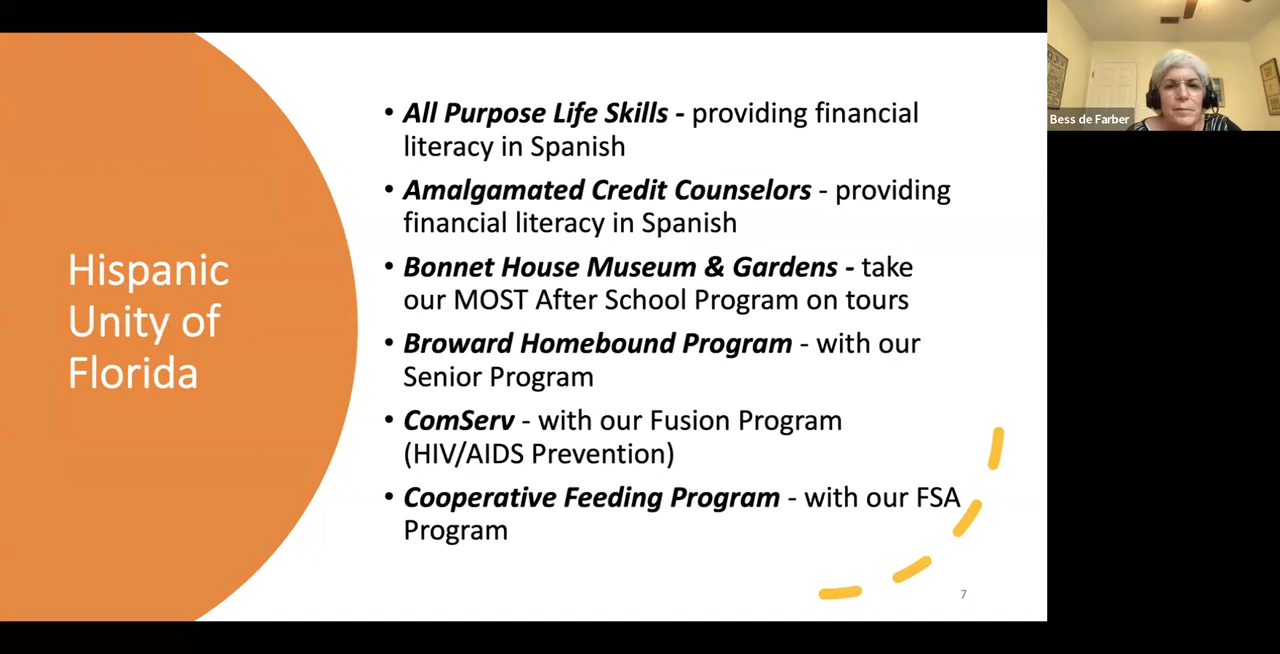 Hispanic
Unity of
Florida
• All Purpose Life Skills - providing financial
literacy in Spanish
• Amalgamated Credit Counselors - providing
financial literacy in Spanish
• Bonnet House Museum & Gardens - take
our MOST After School Program on tours
• Broward Homebound Program - with our
Senior Program
• ComServ - with our Fusion Program
(HIV/AIDS Prevention)
• Cooperative Feeding Program - with our FSA
Program
7
Bess de Farber